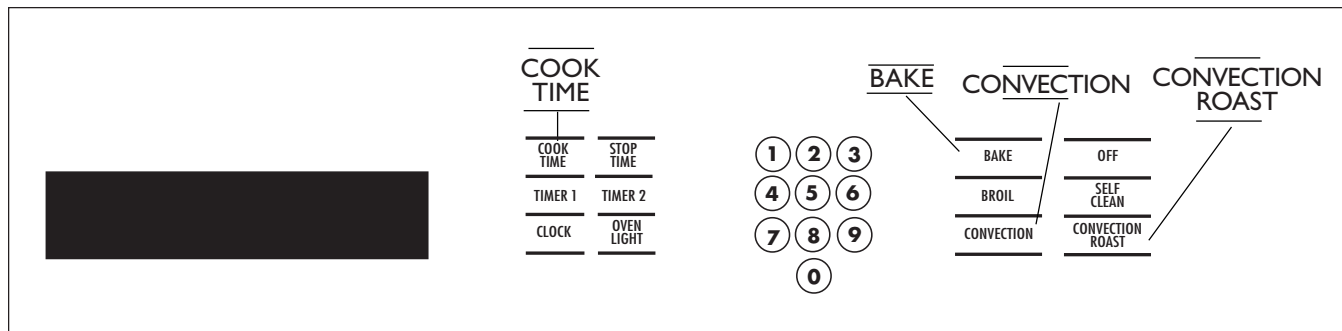 COOK
TIME
BAKE
CONVECTION
CONVECTION
ROAST
COOK
TIME
STOP
TIME
TIMER 1
TIMER 2
CLOCK
OVEN
LIGHT
1 2 3
4 5 6
7 8 9
0
BAKE
OFF
BROIL
SELF
CLEAN
CONVECTION
CONVECTION
ROAST